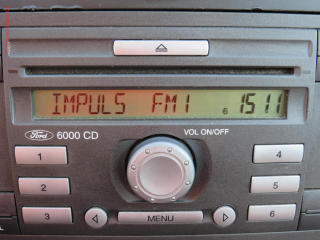 IMPULS FM1 6 15 11
Ford 6000 CD VOL ON/OFF
1 4
2 5
3 MENU 6